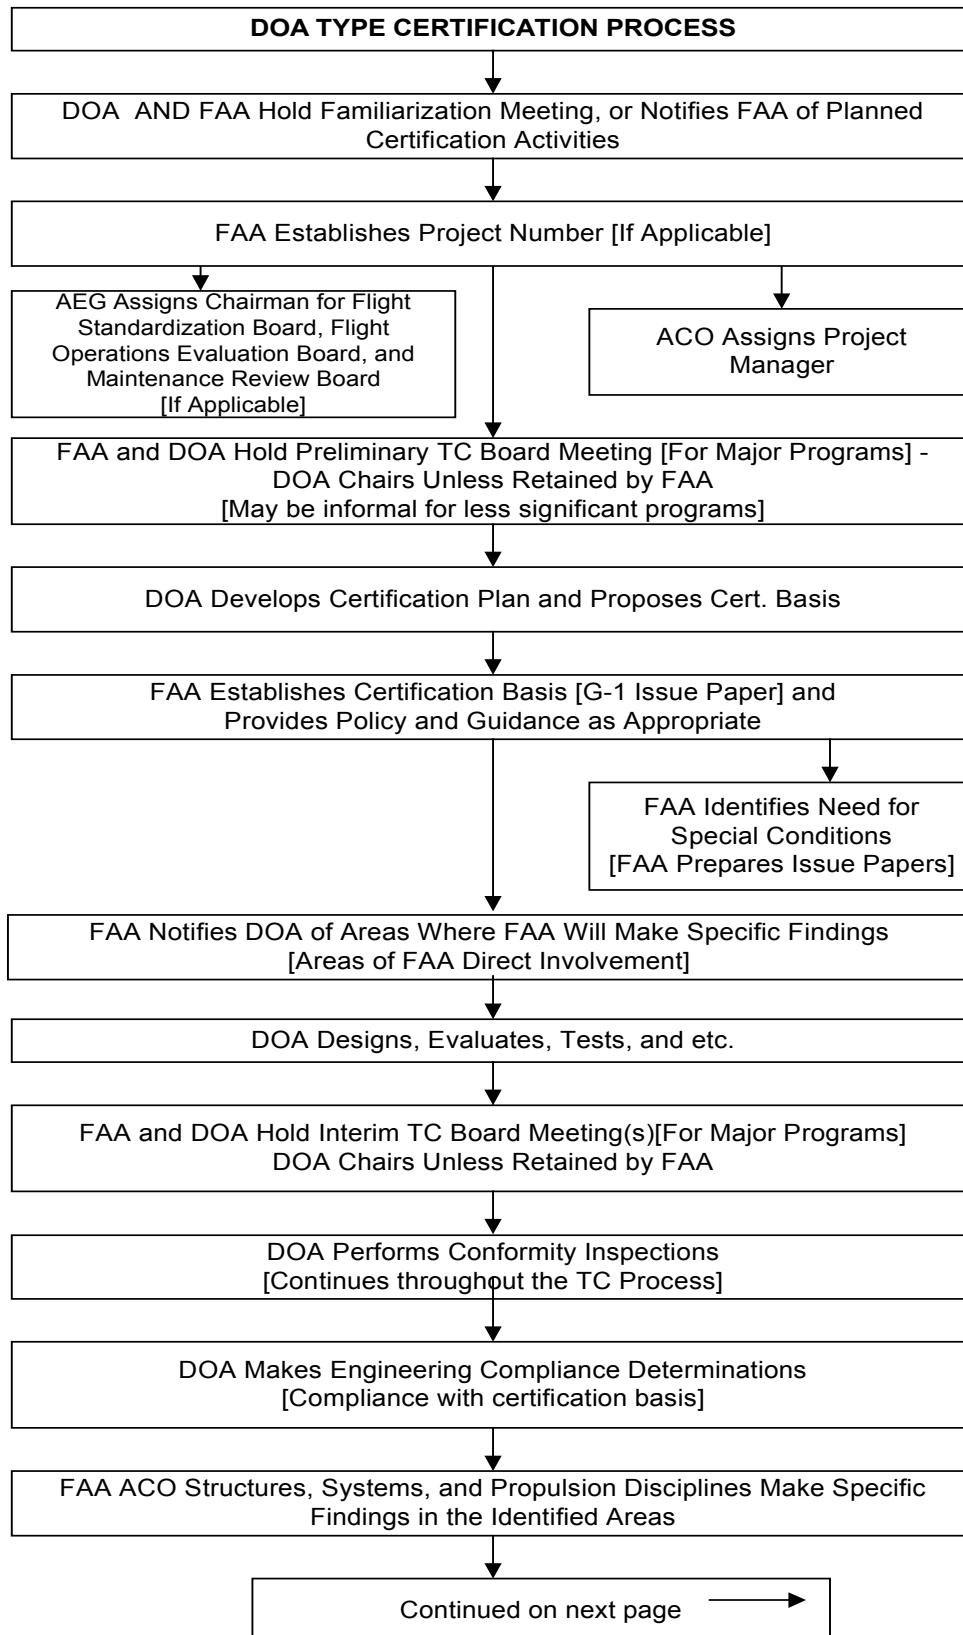 DOA TYPE CERTIFICATION PROCESS
DOA AND FAA Hold Familiarization Meeting, or Notifies FAA of Planned
Certification Activities
FAA Establishes Project Number [If Applicable]
AEG Assigns Chairman for Flight
Standardization Board, Flight
Operations Evaluation Board, and
Maintenance Review Board
[If Applicable]
ACO Assigns Project
Manager
FAA and DOA Hold Preliminary TC Board Meeting [For Major Programs] -
DOA Chairs Unless Retained by FAA
[May be informal for less significant programs]
DOA Develops Certification Plan and Proposes Cert. Basis
FAA Establishes Certification Basis [G-1 Issue Paper] and
Provides Policy and Guidance as Appropriate
FAA Identifies Need for
Special Conditions
[FAA Prepares Issue Papers]
FAA Notifies DOA of Areas Where FAA Will Make Specific Findings
[Areas of FAA Direct Involvement]
DOA Designs, Evaluates, Tests, and etc.
FAA and DOA Hold Interim TC Board Meeting(s)[For Major Programs]
DOA Chairs Unless Retained by FAA
DOA Performs Conformity Inspections
[Continues throughout the TC Process]
DOA Makes Engineering Compliance Determinations
[Compliance with certification basis]
FAA ACO Structures, Systems, and Propulsion Disciplines Make Specific
Findings in the Identified Areas
Continued on next page